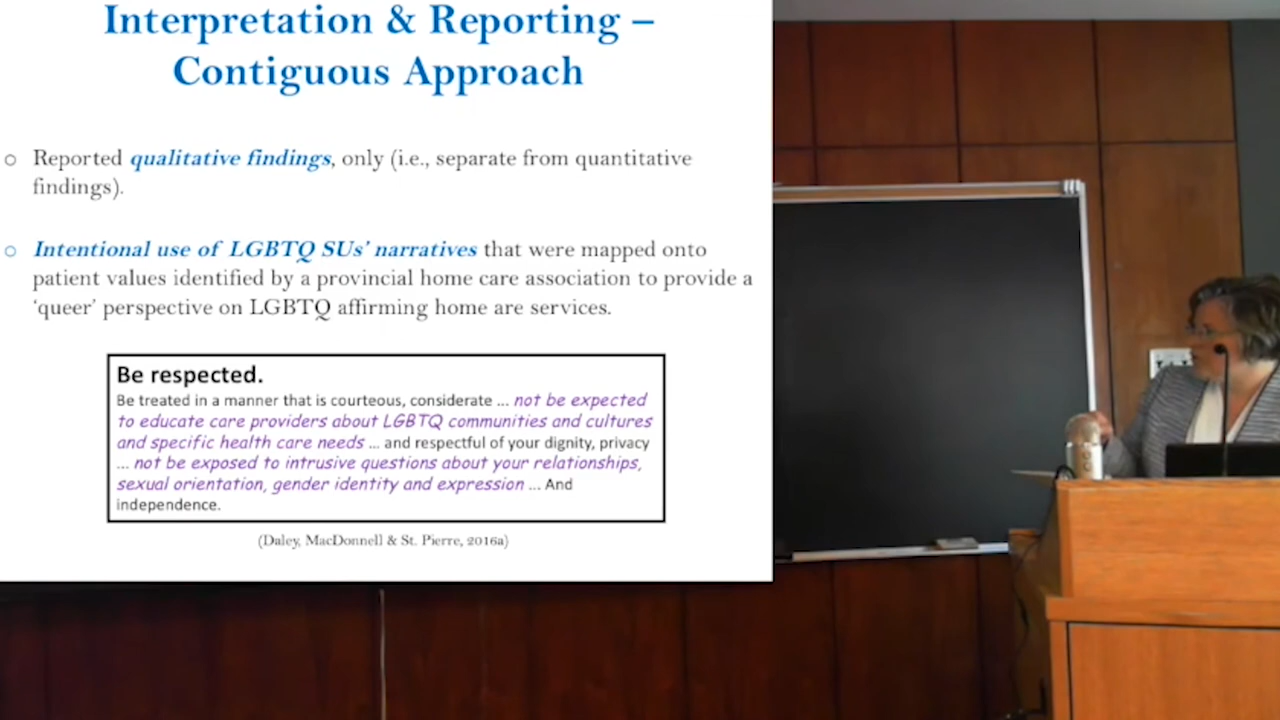 Interpretation & Reporting –
Contiguous Approach
○ Reported qualitative findings, only (i.e., separate from quantitative
findings).
○ Intentional use of LGBTQ SUs' narratives that were mapped onto
patient values identified by a provincial home care association to provide a
'queer' perspective on LGBTQ affirming home are services.
Be respected.
Be treated in a manner that is courteous, considerate ... not be expected
to educate care providers about LGBTQ communities and cultures
and specific health care needs ... and respectful of your dignity, privacy
... not be exposed to intrusive questions about your relationships,
sexual orientation, gender identity and expression ... And
independence.
(Daley, MacDonnell & St. Pierre, 2016a)